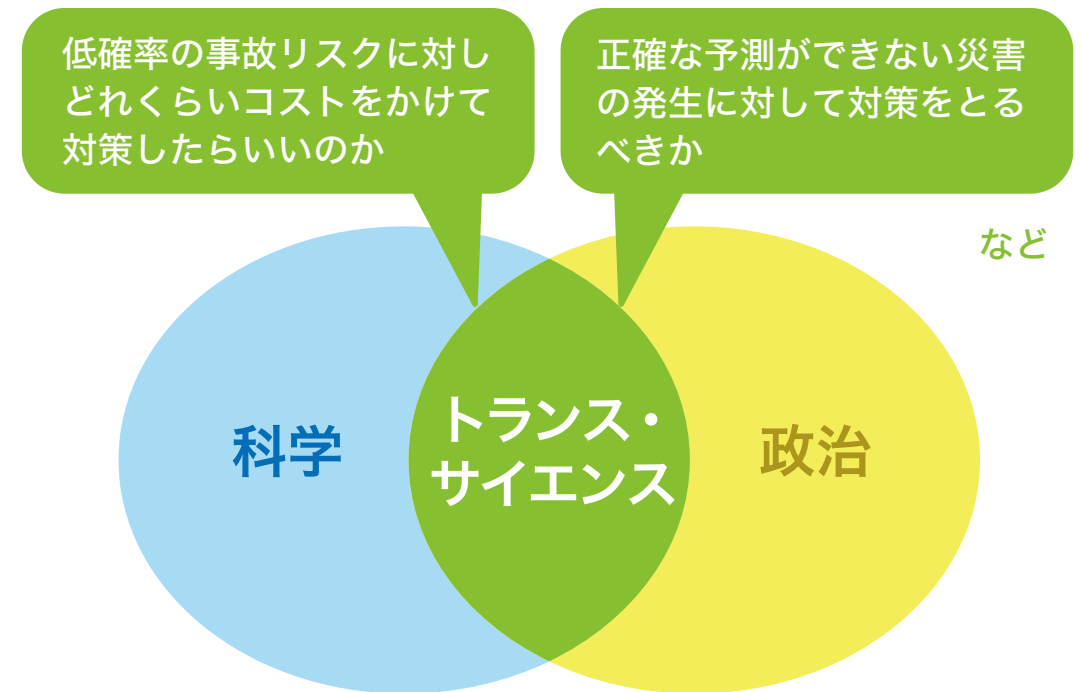 低確率の事故リスクに対し
どれくらいコストをかけて
対策したらいいのか
正確な予測ができない災害
の発生に対して対策をとる
べきか
など
科学
トランス・
サイエンス
政治